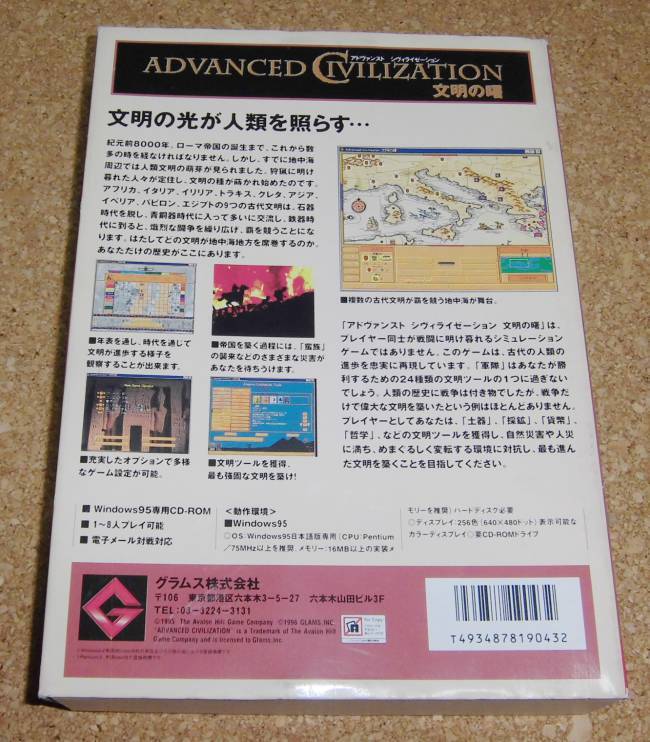 アドヴァンスト シヴィライゼーション
ADVANCED CIVILIZATION
文明の曙
文明の光が人類を照らす…
紀元前8000年。ローマ帝国の誕生まで、これから数
多の時を経なければなりません。しかし、すでに地中海
周辺では人類文明の萌芽が見られました。狩猟に明け
暮れた人々が定住し、文明の種が蒔かれ始めたのです。
アフリカ、イタリア、イリリア、トラキス、クレタ、アジア、
イベリア、バビロン、エジプトの9つの古代文明は、石器
時代を脱し、青銅器時代に入って多いに交流し、鉄器時
代に到ると、熾烈な闘争を繰り広げ、覇を競うことにな
ります。はたしてどの文明が地中海地方を席巻するのか。
あなただけの歴史がここにあります。
■複数の古代文明が覇を競う地中海が舞台。
■年表を通し、時代を通じて
文明が進歩する様子を
観察することが出来ます。
■帝国を築く過程には、「蛮族」
の襲来などのさまざまな災害が
あなたを待ちうけます。
■充実したオプションで多様
なゲーム設定が可能。
■文明ツールを獲得、
最も強固な文明を築け!
「アドヴァンスト シヴィライゼーション 文明の曙」は、
プレイヤー同士が戦闘に明け暮れるシミュレーション
ゲームではありません。このゲームは、古代の人類の
進歩を忠実に再現しています。「軍隊」はあなたが勝
利するための24種類の文明ツールの1つに過ぎない
でしょう。人類の歴史に戦争は付き物でしたが、戦争だ
けで偉大な文明を築いたという例はほとんどありません。
プレイヤーとしてあなたは、「土器」、「採鉱」、「貨幣」、
「哲学」、などの文明ツールを獲得し、自然災害や人災
に満ち、めまぐるしく変転する環境に対抗し、最も進ん
だ文明を築くことを目指してください。
■ Windows95専用CD-ROM
■ 1〜8人プレイ可能
■ 電子メール対戦対応
〈動作環境〉
■Windows95
○OS:Windows95日本語版専用(CPU:Pentium
/75MHz以上を推奨、メモリー:16MB以上の実装メ
モリーを推奨)ハードディスク必要
○ディスプレイ:256色(640×480ドット)表示可能な
カラーディスプレイ○要CD-ROMドライブ
グラムス株式会社
〒106 東京都港区六本木3-5-27 六本木山田ビル3F
TEL:03-3224-3131
©1995 The Avalon Hill Game Company ©1996 GLAMS,INC.
"ADVANCED CIVILIZATION" is a Trademark of The Avalon Hill
Game Company and is licensed to Glams,Inc.
T4934878190432